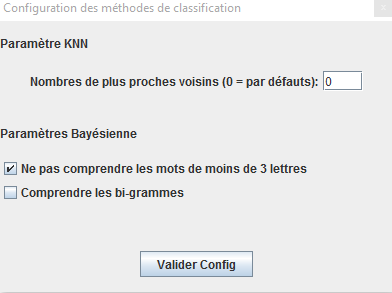 Configuration des méthodes de classification
Paramètre KNN
Nombres de plus proches voisins (0 = par défauts): 0
Paramètres Bayésienne
Ne pas comprendre les mots de moins de 3 lettres
Comprendre les bi-grammes
Valider Config